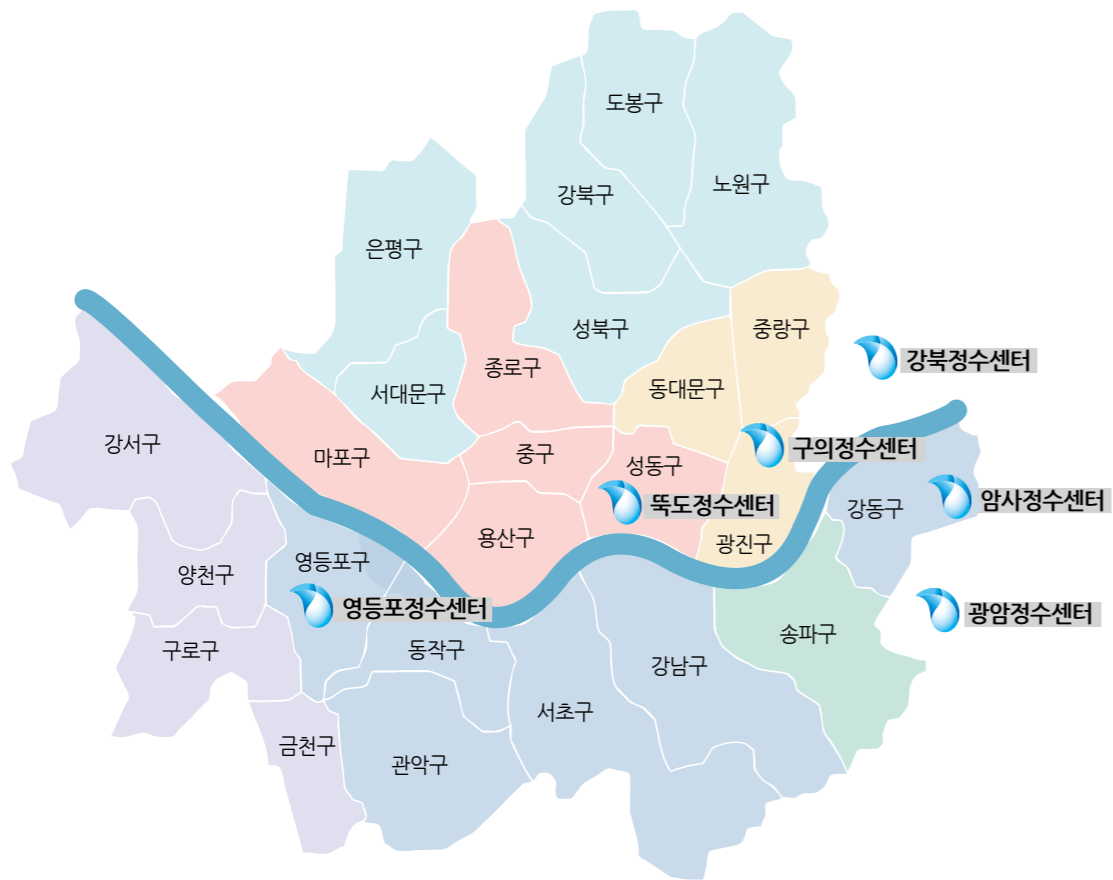 도봉구
노원구
강북구
은평구
성북구
중랑구
강북정수센터
종로구
동대문구
서대문구
강서구
마포구
중구
성동구
구의정수센터
뚝도정수센터
암사정수센터
강동구
용산구
광진구
영등포구
양천구
영등포정수센터
광암정수센터
송파구
구로구
동작구
강남구
서초구
금천구
관악구